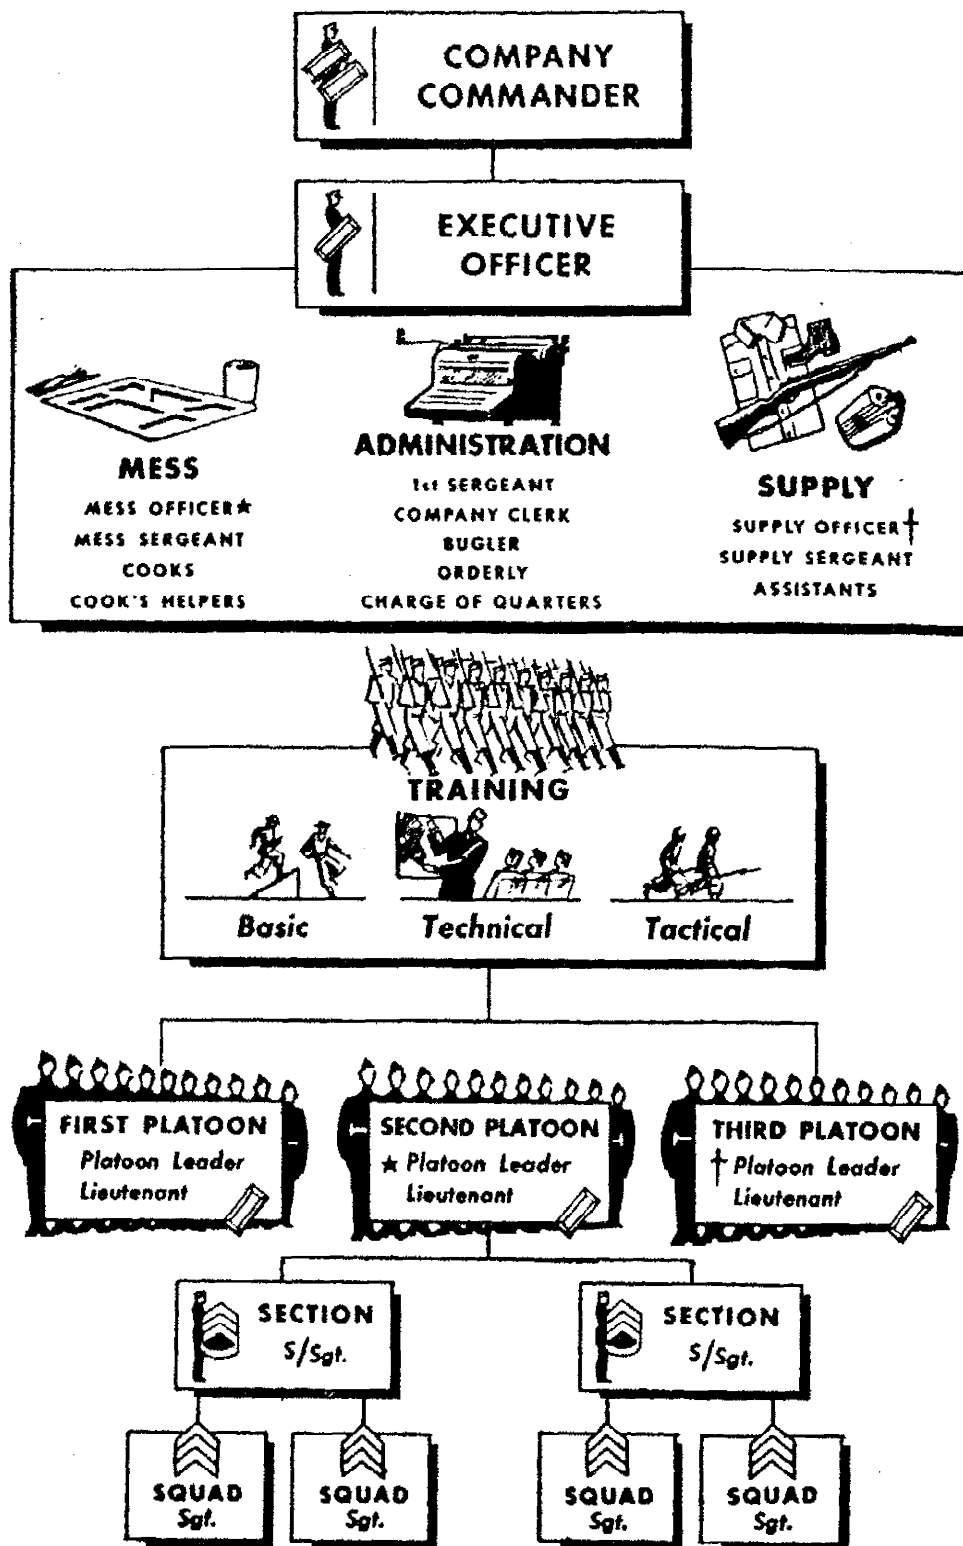 COMPANY
COMMANDER
EXECUTIVE
OFFICER
MESS
MESS OFFICER★
MESS SERGEANT
COOKS
COOK'S HELPERS
ADMINISTRATION
1st SERGEANT
COMPANY CLERK
BUGLER
ORDERLY
CHARGE OF QUARTERS
SUPPLY
SUPPLY OFFICER†
SUPPLY SERGEANT
ASSISTANTS
TRAINING
Basic
Technical
Tactical
FIRST PLATOON
Platoon Leader
Lieutenant
SECOND PLATOON
★ Platoon Leader
Lieutenant
THIRD PLATOON
† Platoon Leader
Lieutenant
SECTION
S/Sgt.
SECTION
S/Sgt.
SQUAD
Sgt.
SQUAD
Sgt.
SQUAD
Sgt.
SQUAD
Sgt.